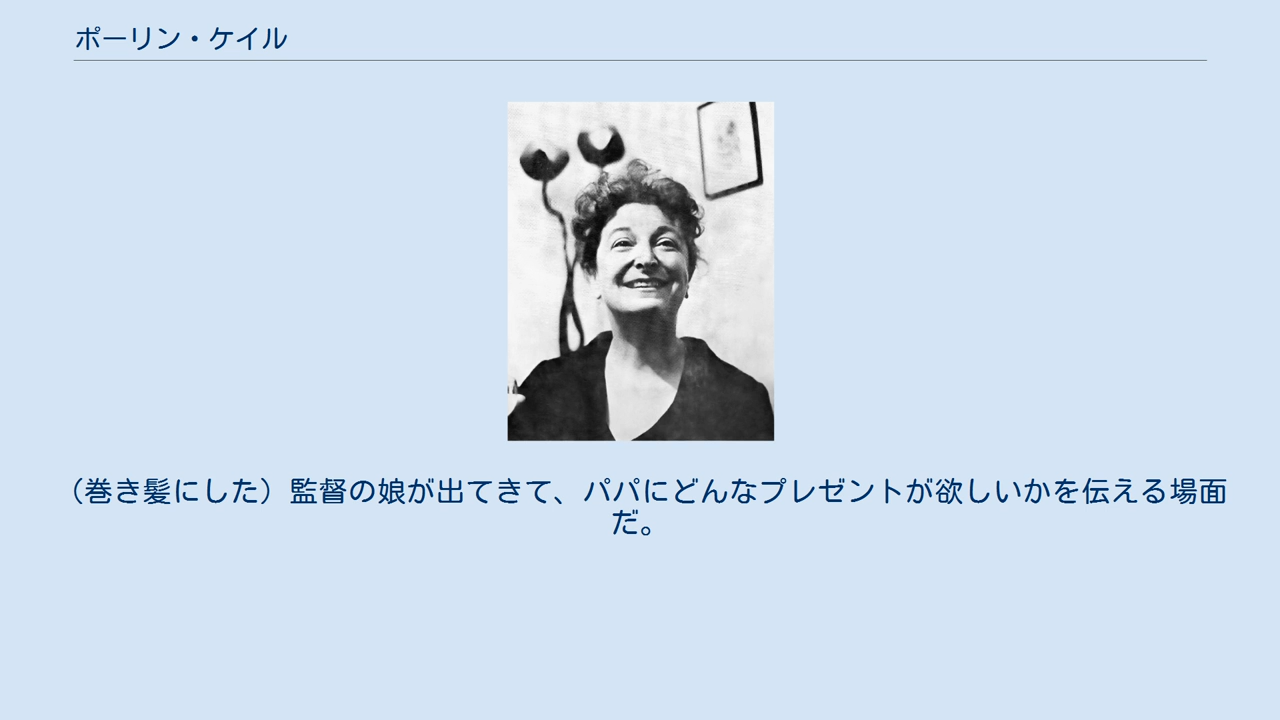 ポーリン・ケイル
（巻き髪にした）監督の娘が出てきて、パパにどんなプレゼントが欲しいかを伝える場面
だ。